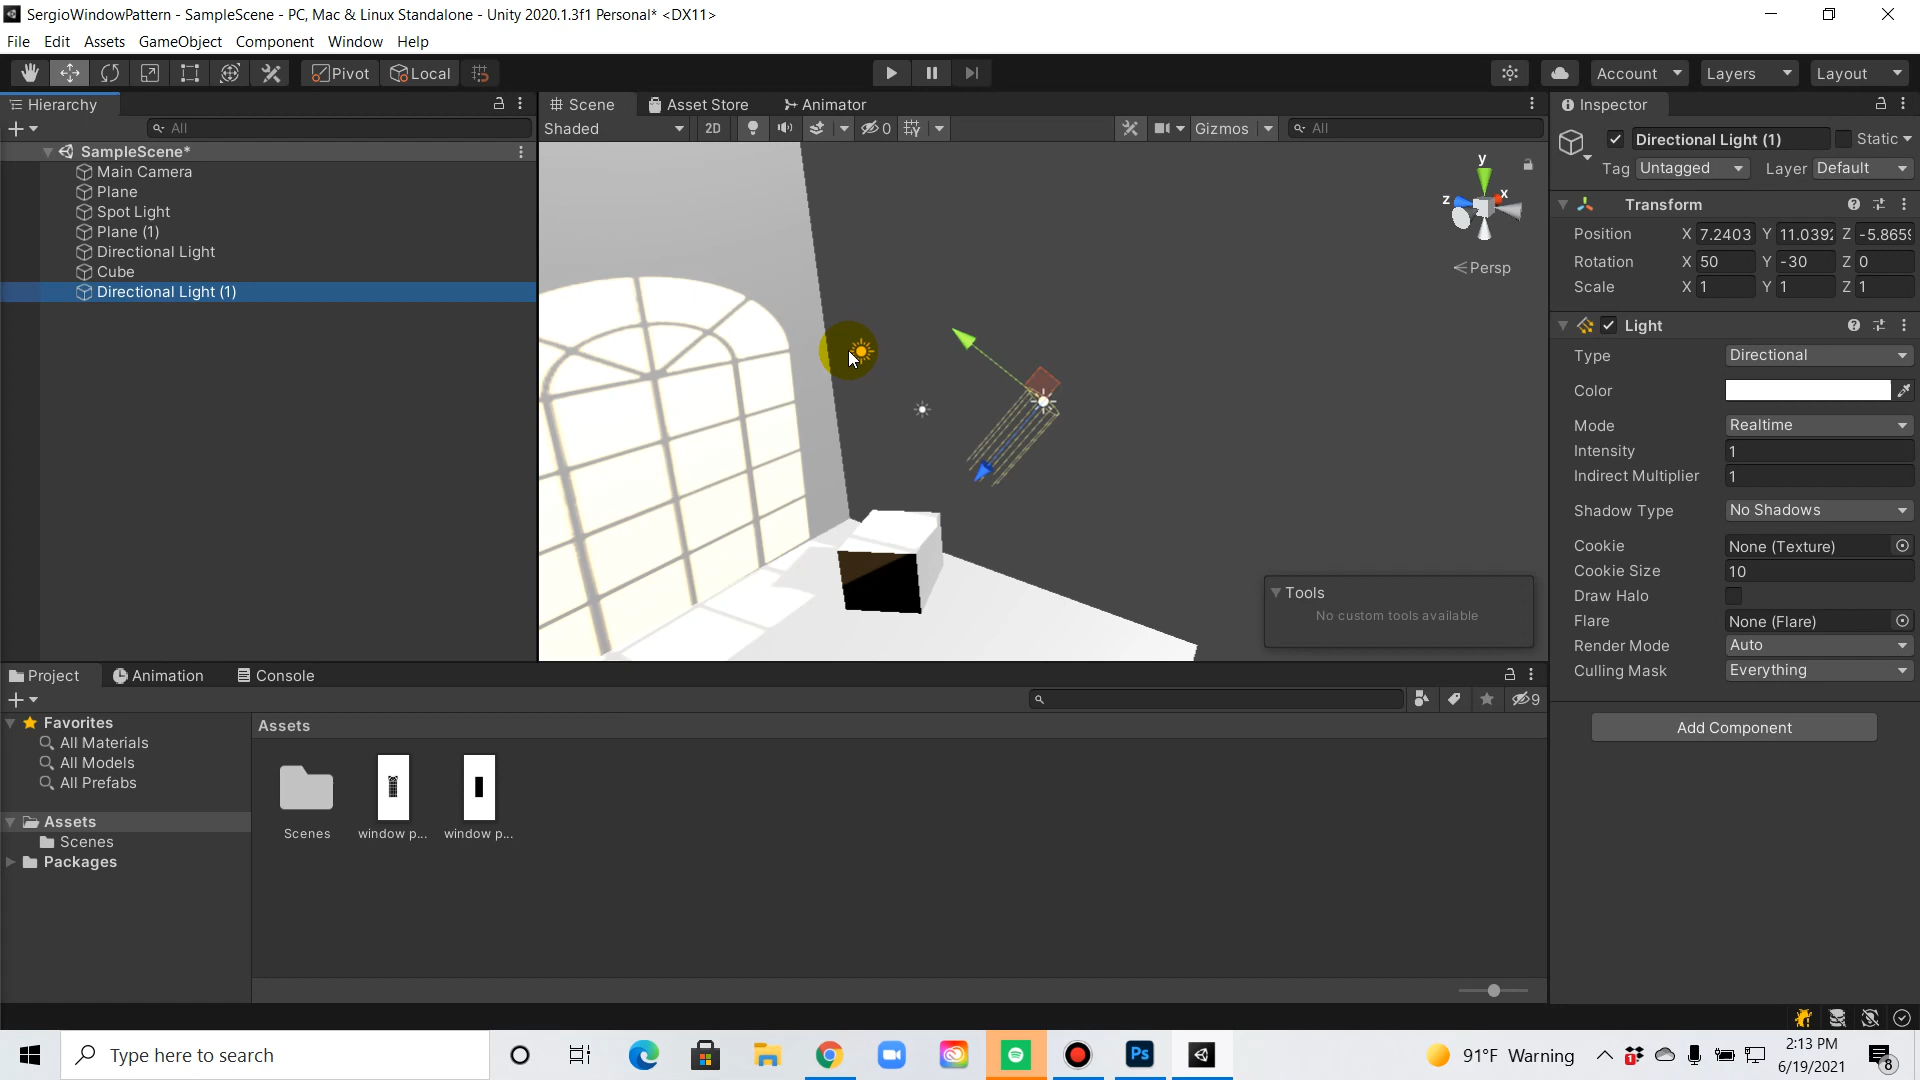 SergioWindowPattern - SampleScene - PC, Mac & Linux Standalone - Unity 2020.1.3f1 Personal* <DX11>
File Edit Assets GameObject Component Window Help
Pivot Local Account Layers Layout
Hierarchy
All
SampleScene*
Main Camera
Plane
Spot Light
Plane (1)
Directional Light
Cube
Directional Light (1)
Scene Asset Store Animator
Shaded 2D 0 Gizmos All
y
x
z
Persp
Tools
No custom tools available
Inspector
Directional Light (1) Static
Tag Untagged Layer Default
Transform
Position X 7.2403 Y 11.0392 Z -5.8659
Rotation X 50 Y -30 Z 0
Scale X 1 Y 1 Z 1
Light
Type Directional
Color
Mode Realtime
Intensity 1
Indirect Multiplier 1
Shadow Type No Shadows
Cookie None (Texture)
Cookie Size 10
Draw Halo
Flare None (Flare)
Render Mode Auto
Culling Mask Everything
Add Component
Project Animation Console
9
Favorites
All Materials
All Models
All Prefabs
Assets
Scenes
Packages
Assets
Scenes window p... window p...
Type here to search
Ps
91°F Warning
1
2:13 PM
6/19/2021
8